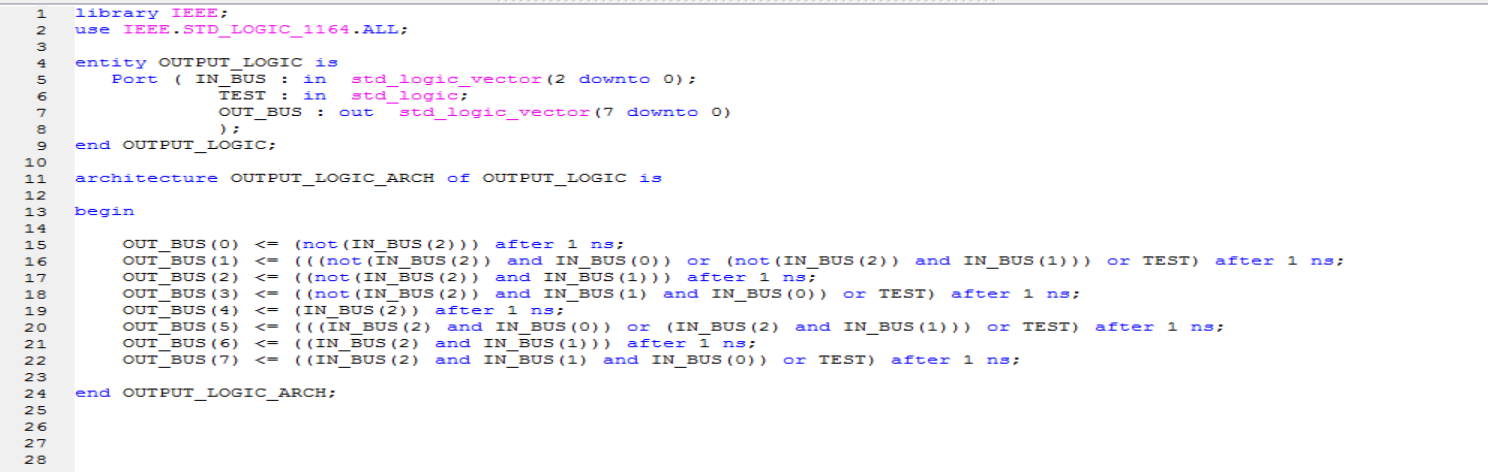 1 library IEEE;
2 use IEEE.STD_LOGIC_1164.ALL;
3
4 entity OUTPUT_LOGIC is
5 Port ( IN_BUS : in std_logic_vector(2 downto 0);
6 TEST : in std_logic;
7 OUT_BUS : out std_logic_vector(7 downto 0)
8 );
9 end OUTPUT_LOGIC;
10
11 architecture OUTPUT_LOGIC_ARCH of OUTPUT_LOGIC is
12
13 begin
14
15 OUT_BUS(0) <= (not(IN_BUS(2))) after 1 ns;
16 OUT_BUS(1) <= (((not(IN_BUS(2)) and IN_BUS(0)) or (not(IN_BUS(2)) and IN_BUS(1))) or TEST) after 1 ns;
17 OUT_BUS(2) <= ((not(IN_BUS(2)) and IN_BUS(1))) after 1 ns;
18 OUT_BUS(3) <= ((not(IN_BUS(2)) and IN_BUS(1) and IN_BUS(0)) or TEST) after 1 ns;
19 OUT_BUS(4) <= (IN_BUS(2)) after 1 ns;
20 OUT_BUS(5) <= (((IN_BUS(2) and IN_BUS(0)) or (IN_BUS(2) and IN_BUS(1))) or TEST) after 1 ns;
21 OUT_BUS(6) <= ((IN_BUS(2) and IN_BUS(1))) after 1 ns;
22 OUT_BUS(7) <= ((IN_BUS(2) and IN_BUS(1) and IN_BUS(0)) or TEST) after 1 ns;
23
24 end OUTPUT_LOGIC_ARCH;
25
26
27
28